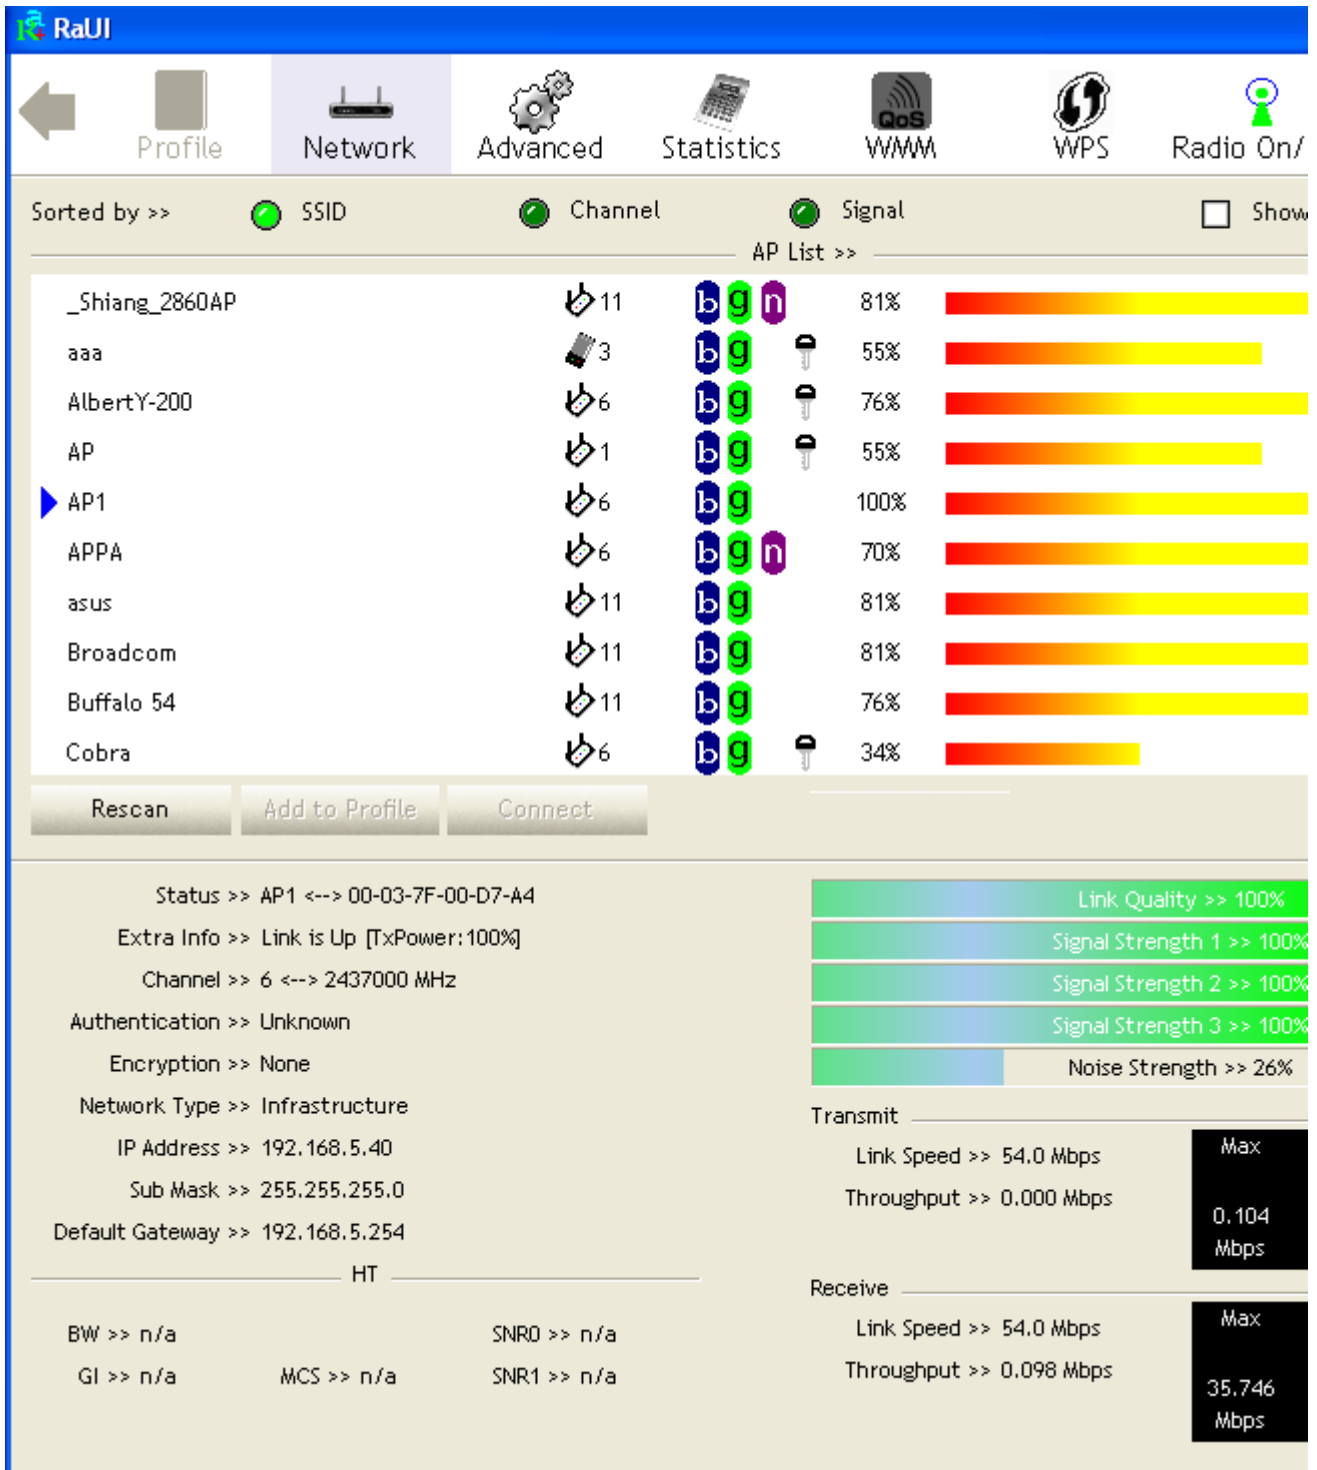 RaUI
Profile Network Advanced Statistics QoS WMM WPS Radio On/
Sorted by >> SSID Channel Signal Show
AP List >>
_Shiang_2860AP 11 b g n 81%
aaa 3 b g 55%
AlbertY-200 6 b g 76%
AP 1 b g 55%
AP1 6 b g 100%
APPA 6 b g n 70%
asus 11 b g 81%
Broadcom 11 b g 81%
Buffalo 54 11 b g 76%
Cobra 6 b g 34%
Rescan Add to Profile Connect
Status >> AP1 <--> 00-03-7F-00-D7-A4
Extra Info >> Link is Up [TxPower:100%]
Channel >> 6 <--> 2437000 MHz
Authentication >> Unknown
Encryption >> None
Network Type >> Infrastructure
IP Address >> 192.168.5.40
Sub Mask >> 255.255.255.0
Default Gateway >> 192.168.5.254
HT
BW >> n/a SNR0 >> n/a
GI >> n/a MCS >> n/a SNR1 >> n/a
Link Quality >> 100%
Signal Strength 1 >> 100%
Signal Strength 2 >> 100%
Signal Strength 3 >> 100%
Noise Strength >> 26%
Transmit
Link Speed >> 54.0 Mbps
Throughput >> 0.000 Mbps
Max
0.104
Mbps
Receive
Link Speed >> 54.0 Mbps
Throughput >> 0.098 Mbps
Max
35.746
Mbps